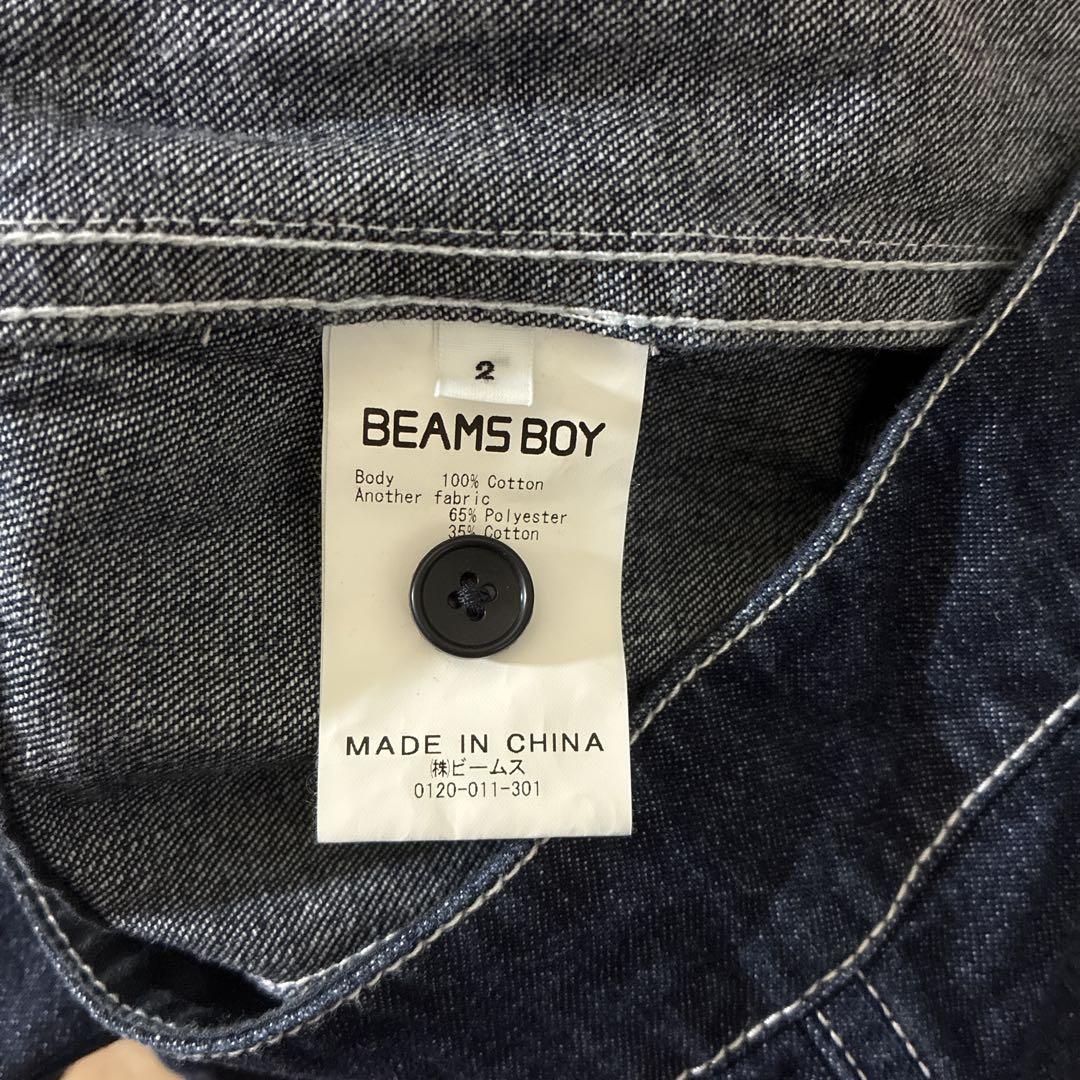 2
BEAMS BOY
Body 100% Cotton
Another fabric
65% Polyester
35% Cotton
MADE IN CHINA
㈱ビームス
0120-011-301